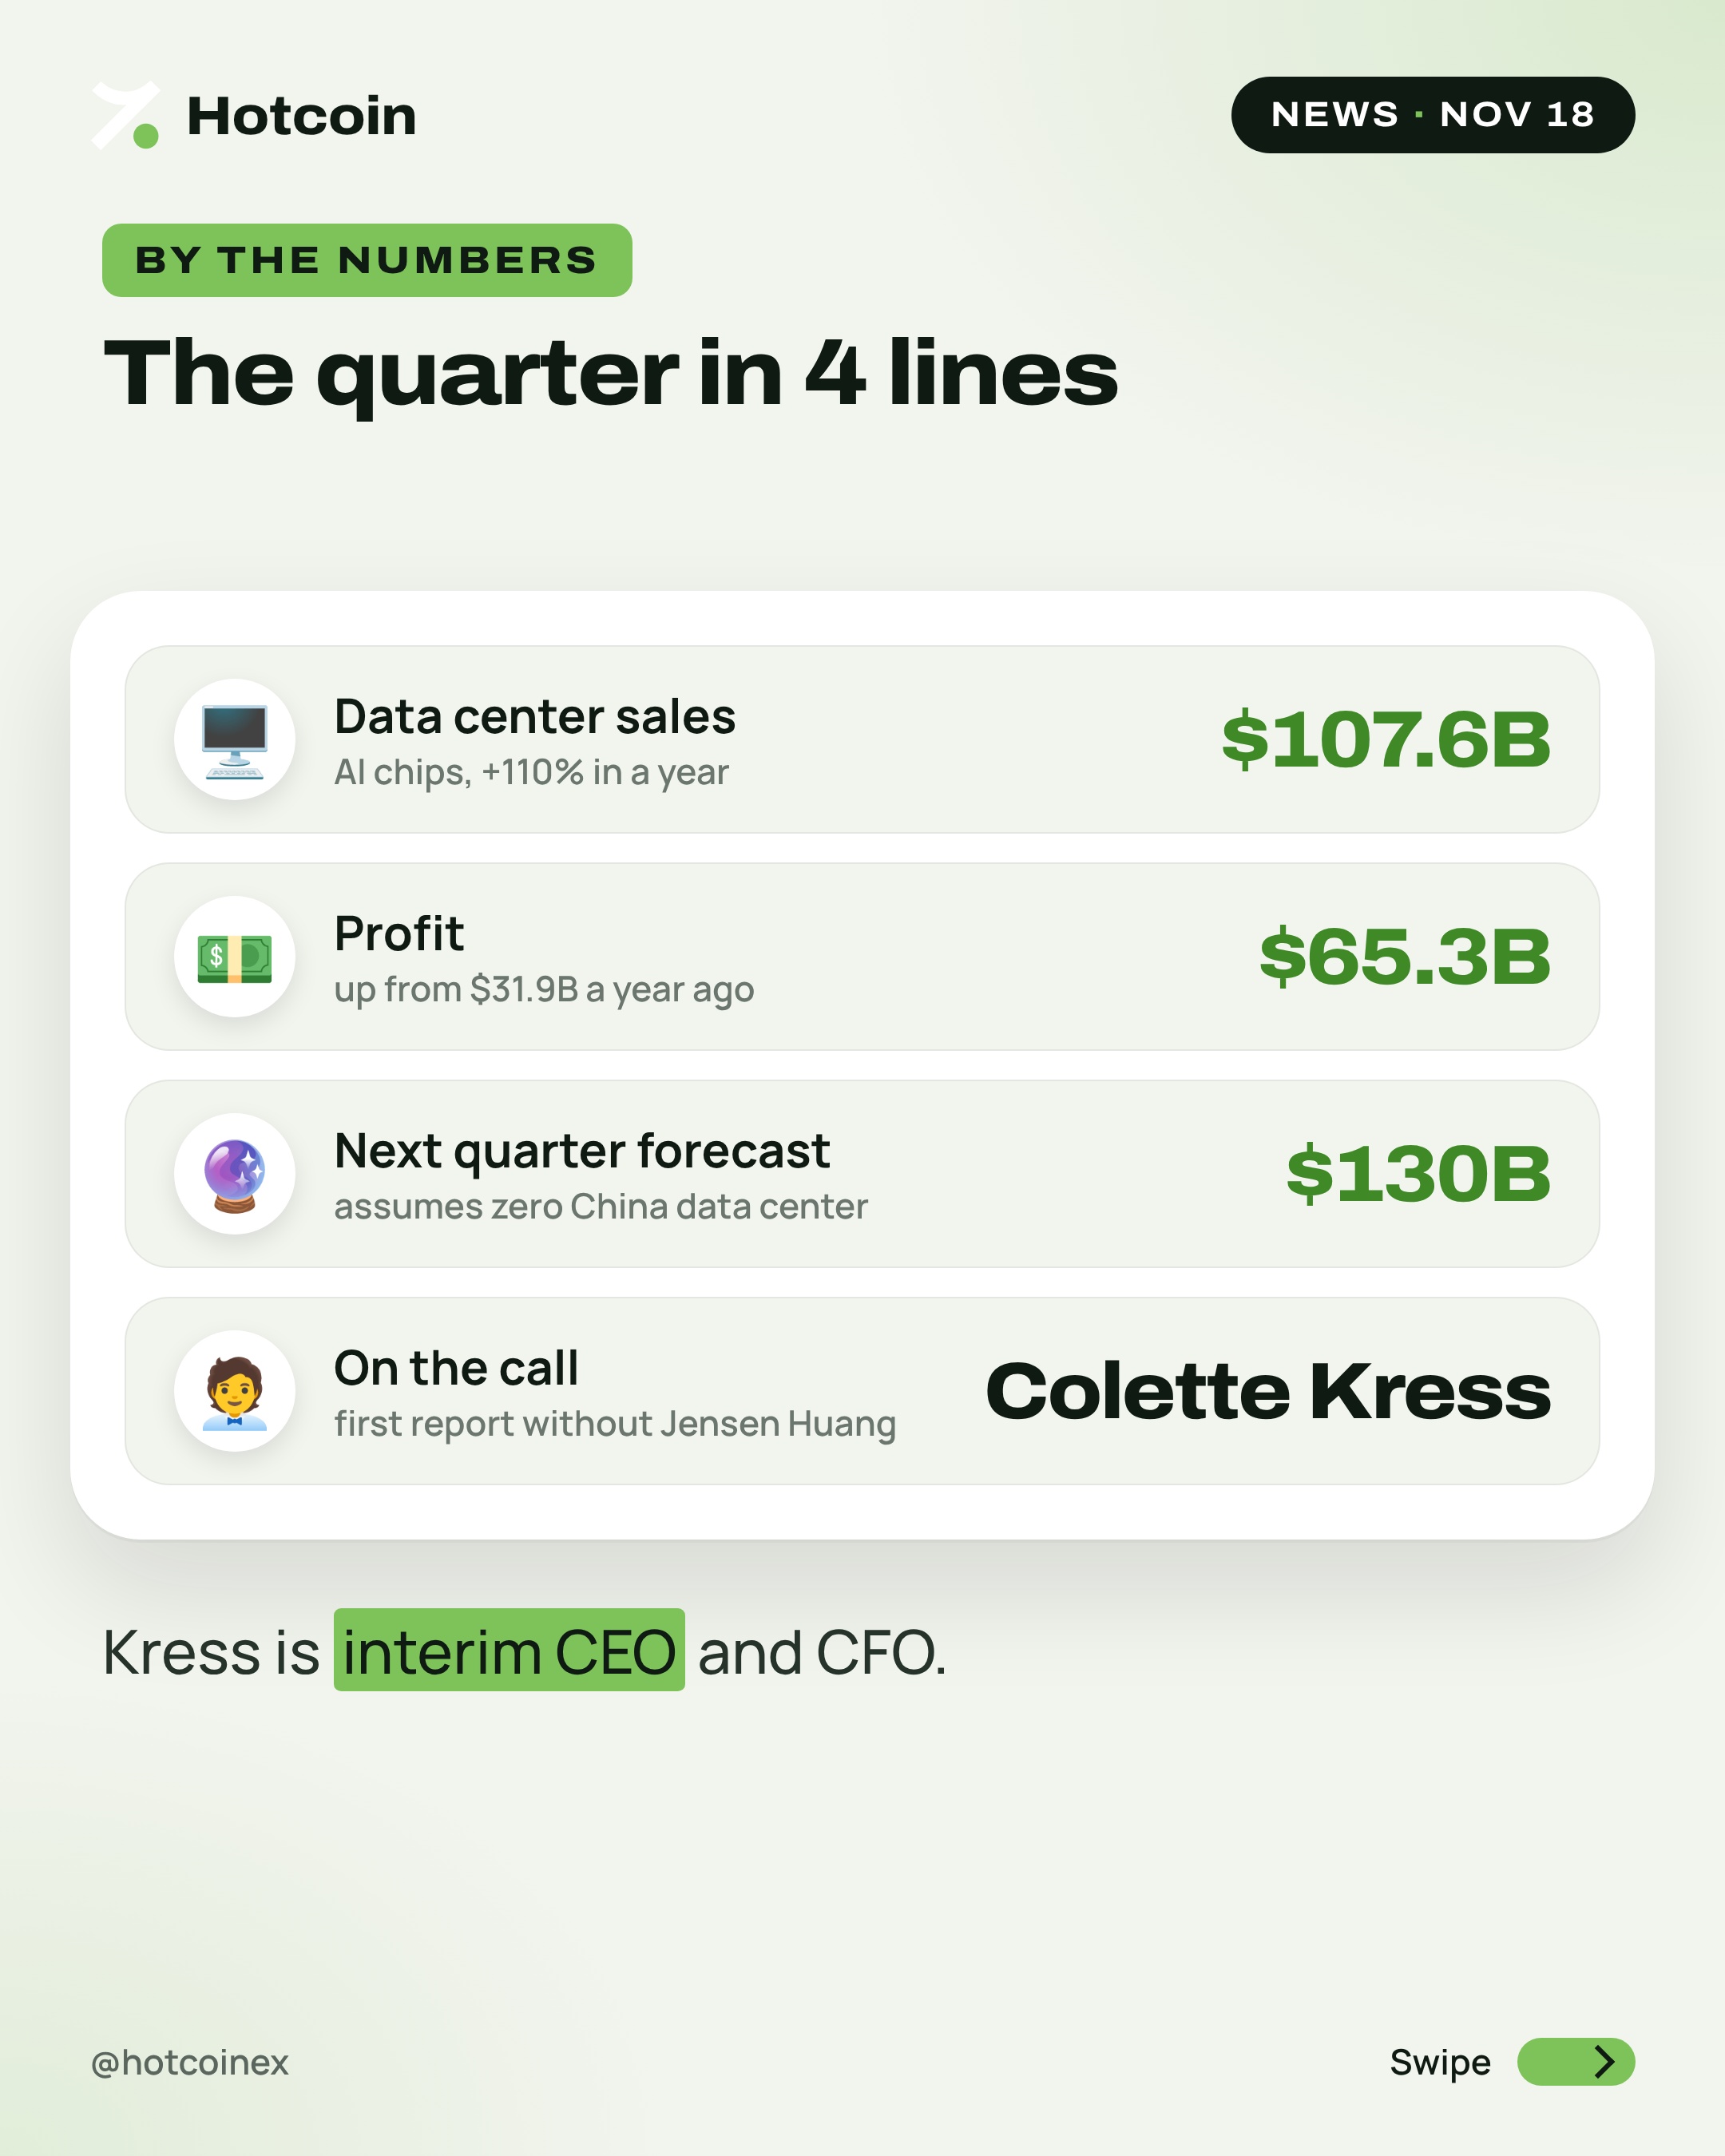 Hotcoin
NEWS · NOV 18
BY THE NUMBERS
The quarter in 4 lines
Data center sales
AI chips, +110% in a year
$107.6B
Profit
up from $31.9B a year ago
$65.3B
Next quarter forecast
assumes zero China data center
$130B
On the call
first report without Jensen Huang
Colette Kress
Kress is interim CEO and CFO.
@hotcoinex
Swipe